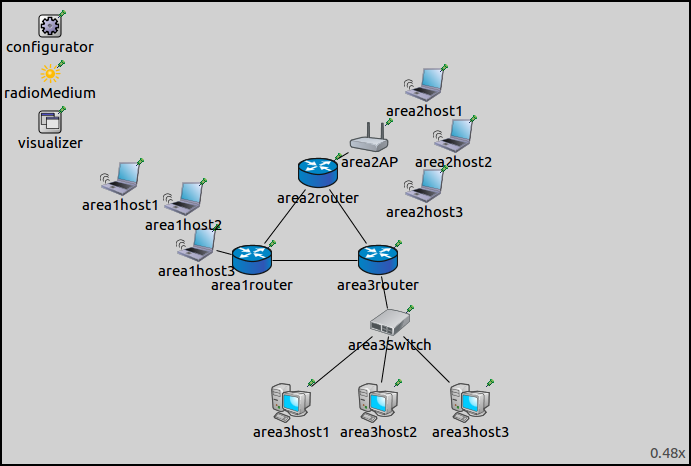 configurator
radioMedium
visualizer
area2host1
area2AP
area2host2
area2router
area2host3
area1host1
area1host2
area1host3
area1router
area3router
area3Switch
area3host1
area3host2
area3host3
0.48x